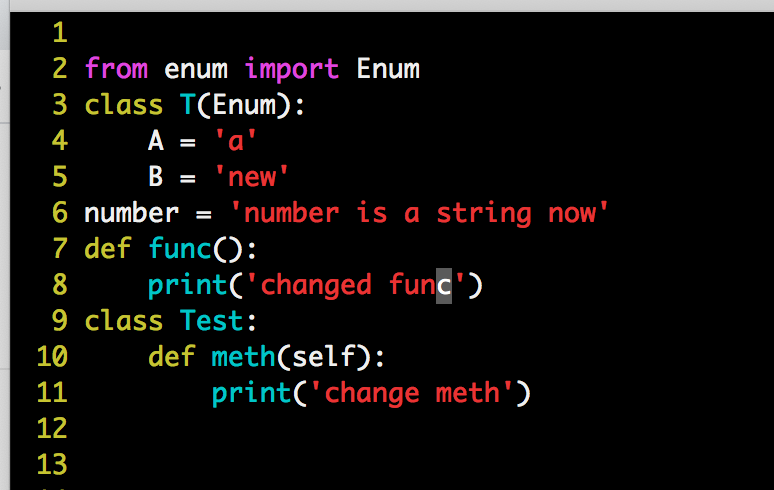 1
2 from enum import Enum
3 class T(Enum):
4     A = 'a'
5     B = 'new'
6 number = 'number is a string now'
7 def func():
8     print('changed func')
9 class Test:
10     def meth(self):
11         print('change meth')
12
13